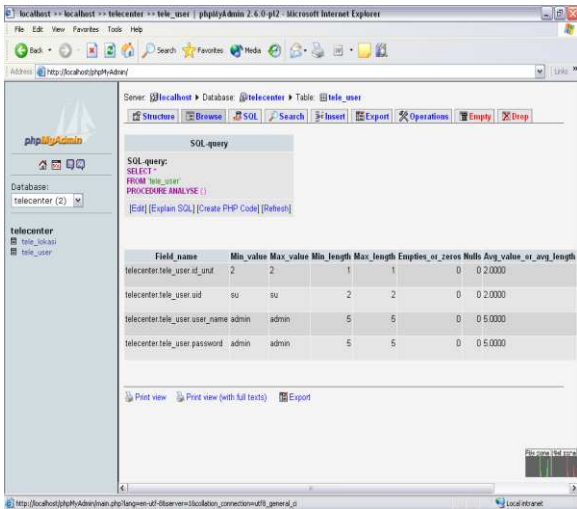 localhost >> localhost >> telecenter >> tele_user | phpMyAdmin 2.6.0-pl2 - Microsoft Internet Explorer
File Edit View Favorites Tools Help
Back Search Favorites Media
Address http://localhost/phpMyAdmin/ Links
Server: localhost Database: telecenter Table: tele_user
Structure Browse SQL Search Insert Export Operations Empty Drop
phpMyAdmin
Database:
telecenter (2)
telecenter
tele_lokasi
tele_user
SQL-query
SQL-query:
SELECT *
FROM `tele_user`
PROCEDURE ANALYSE ( )
[Edit] [Explain SQL] [Create PHP Code] [Refresh]
Field_name Min_value Max_value Min_length Max_length Empties_or_zeros Nulls Avg_value_or_avg_length
telecenter.tele_user.id_urut 2 2 1 1 0 0 2.0000
telecenter.tele_user.uid su su 2 2 0 0 2.0000
telecenter.tele_user.user_name admin admin 5 5 0 0 5.0000
telecenter.tele_user.password admin admin 5 5 0 0 5.0000
Print view Print view (with full texts) Export
http://localhost/phpMyAdmin/main.php?lang=en-utf-8&server=1&collation_connection=utf8_general_ci Local intranet